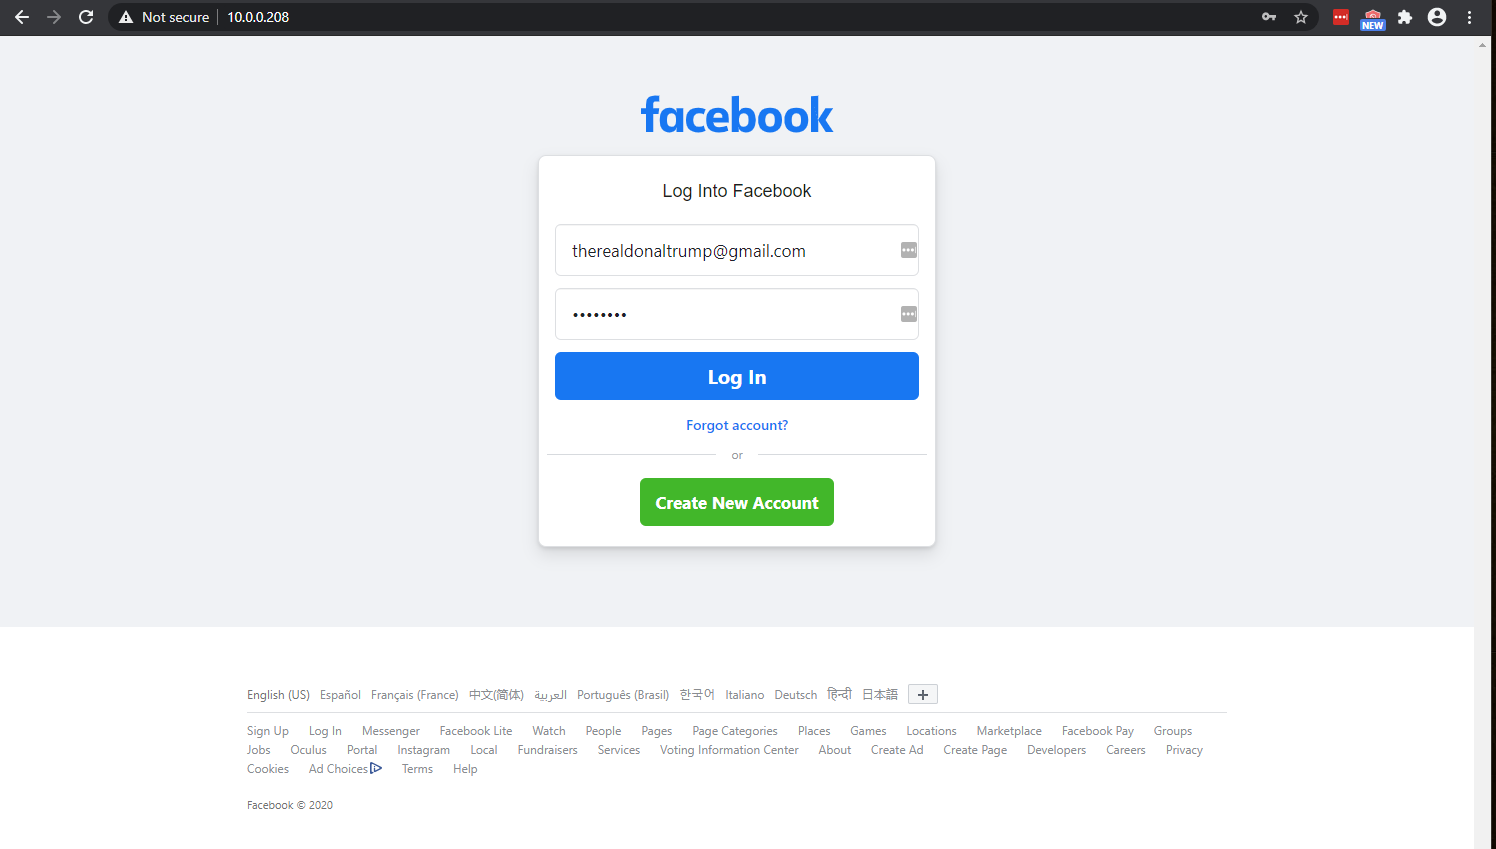 Not secure | 10.0.0.208
NEW
facebook
Log Into Facebook
therealdonaltrump@gmail.com
••••••••
Log In
Forgot account?
or
Create New Account
English (US) Español Français (France) 中文(简体) العربية Português (Brasil) 한국어 Italiano Deutsch हिन्दी 日本語 +
Sign Up Log In Messenger Facebook Lite Watch People Pages Page Categories Places Games Locations Marketplace Facebook Pay Groups
Jobs Oculus Portal Instagram Local Fundraisers Services Voting Information Center About Create Ad Create Page Developers Careers Privacy
Cookies Ad Choices Terms Help
Facebook © 2020